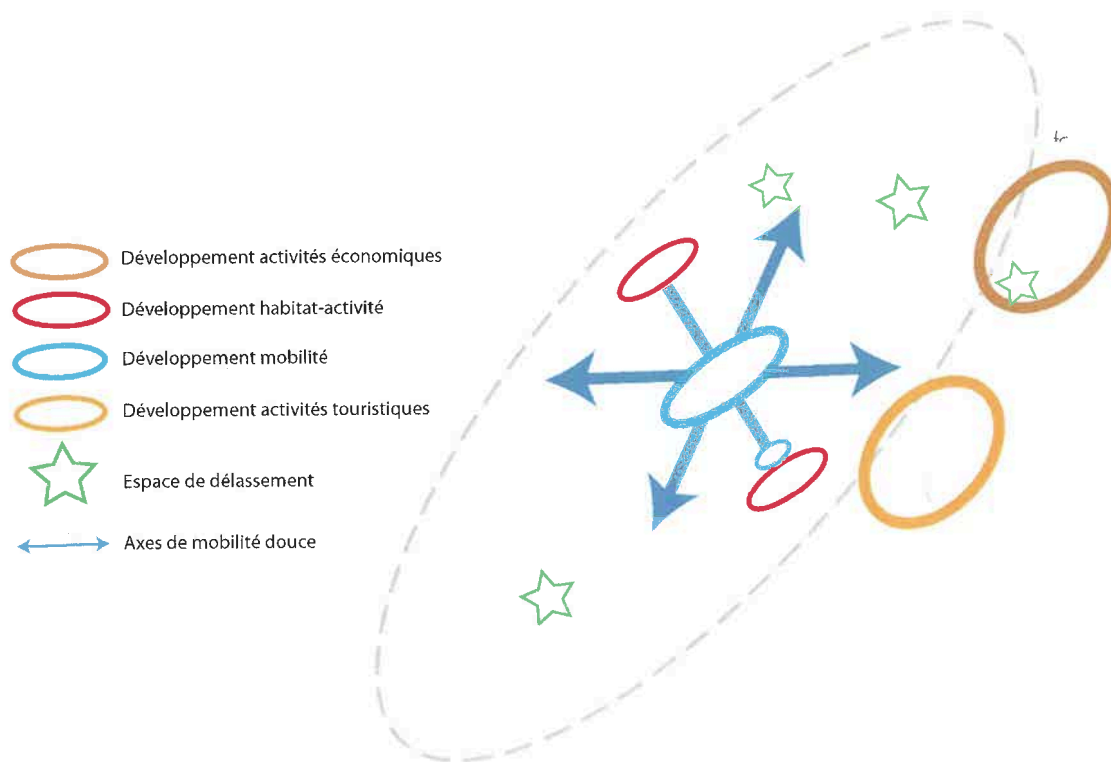 Développement activités économiques
Développement habitat-activité
Développement mobilité
Développement activités touristiques
Espace de délassement
Axes de mobilité douce